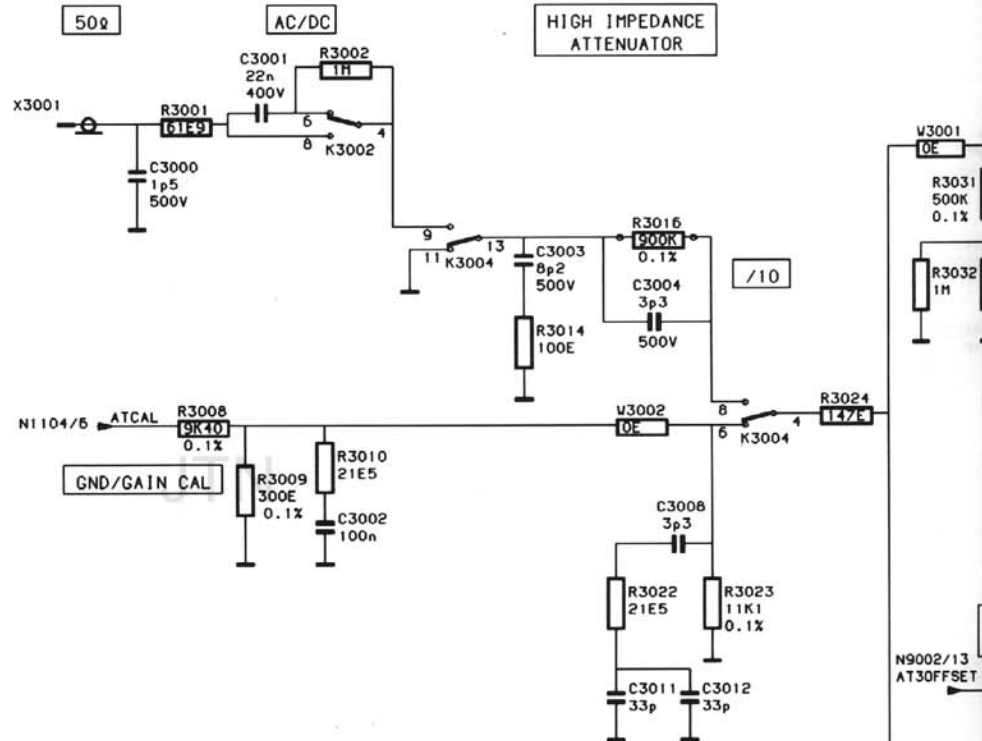 50Ω
AC/DC
HIGH IMPEDANCE
ATTENUATOR
X3001
R3001
61E9
C3000
1p5
500V
C3001
22n
400V
R3002
1M
6
8
4
K3002
9
11
13
K3004
C3003
8p2
500V
R3014
100E
R3016
900K
0.1%
C3004
3p3
500V
/10
W3001
0E
R3031
500K
0.1%
R3032
1M
N1104/6
ATCAL
R3008
9K40
0.1%
GND/GAIN CAL
JTN
R3009
300E
0.1%
R3010
21E5
C3002
100n
W3002
0E
8
6
4
K3004
R3024
147E
C3008
3p3
R3022
21E5
R3023
11K1
0.1%
C3011
33p
C3012
33p
N9002/13
AT3OFFSET